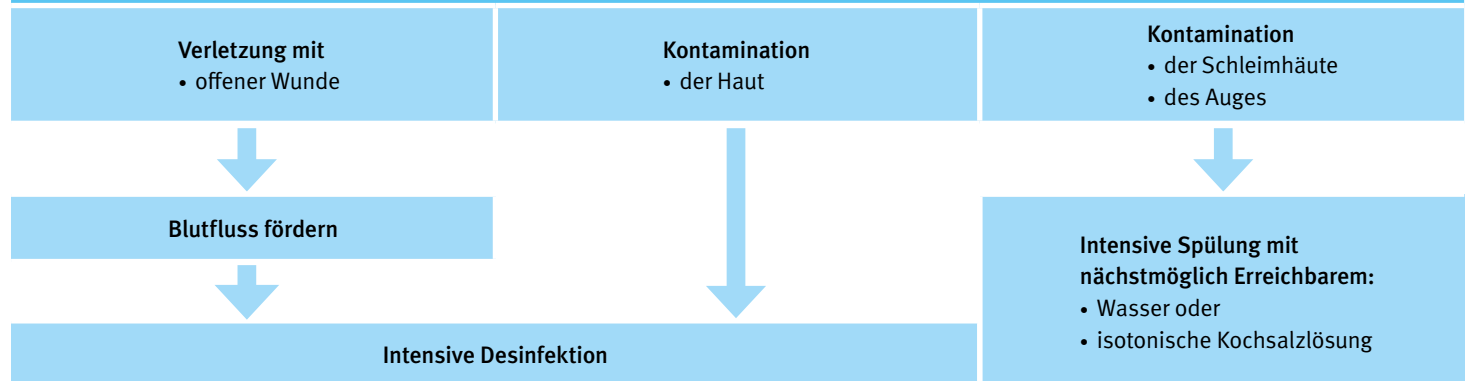 Verletzung mit
• offener Wunde
Kontamination
• der Haut
Kontamination
• der Schleimhäute
• des Auges
Blutfluss fördern
Intensive Spülung mit
nächstmöglich Erreichbarem:
• Wasser oder
• isotonische Kochsalzlösung
Intensive Desinfektion